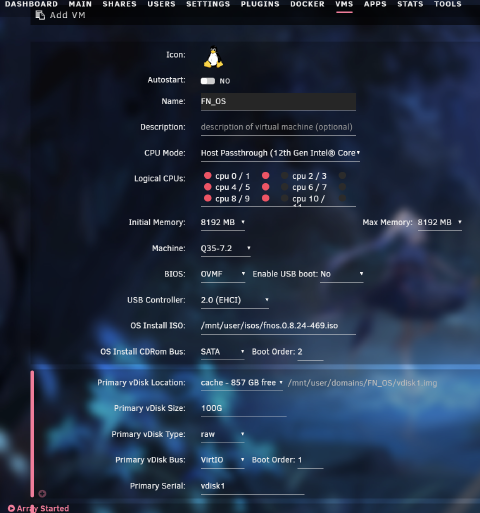 DASHBOARD MAIN SHARES USERS SETTINGS PLUGINS DOCKER VMS APPS STATS TOOLS
Add VM
Icon:
Autostart: NO
Name: FN_OS
Description: description of virtual machine (optional)
CPU Mode: Host Passthrough (12th Gen Intel® Core
Logical CPUs: cpu 0 / 1 cpu 2 / 3
cpu 4 / 5 cpu 6 / 7
cpu 8 / 9 cpu 10 /
Initial Memory: 8192 MB Max Memory: 8192 MB
Machine: Q35-7.2
BIOS: OVMF Enable USB boot: No
USB Controller: 2.0 (EHCI)
OS Install ISO: /mnt/user/isos/fnos.0.8.24-469.iso
OS Install CDRom Bus: SATA Boot Order: 2
Primary vDisk Location: cache - 857 GB free /mnt/user/domains/FN_OS/vdisk1.img
Primary vDisk Size: 100G
Primary vDisk Type: raw
Primary vDisk Bus: VirtIO Boot Order: 1
Primary Serial: vdisk1
Array Started